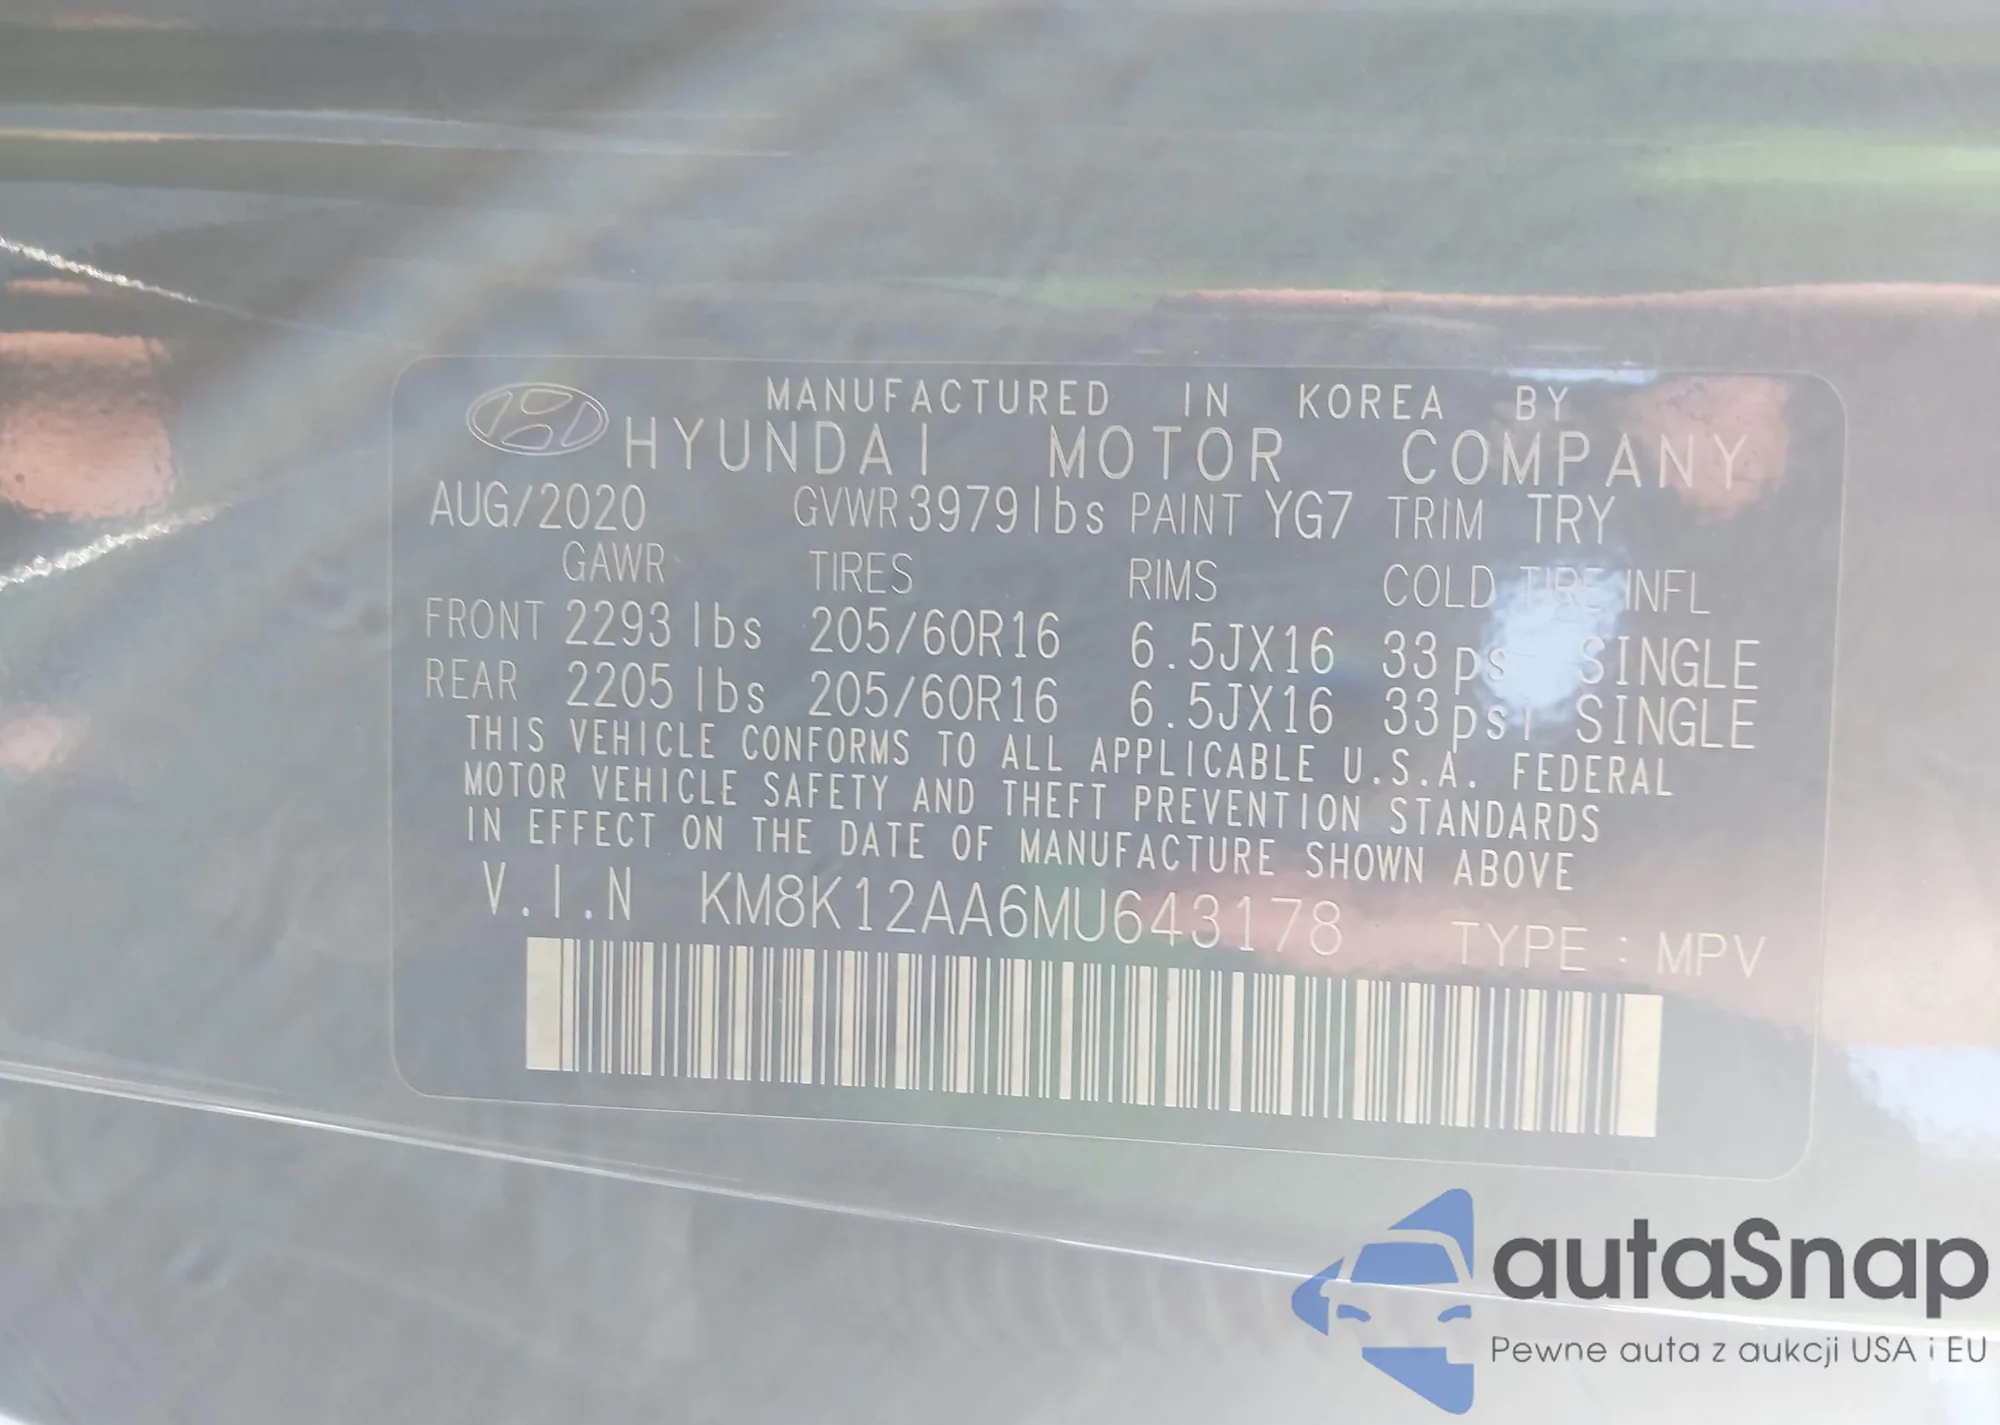 MANUFACTURED IN KOREA BY
HYUNDAI MOTOR COMPANY
AUG/2020 GVWR 3979lbs PAINT YG7 TRIM TRY
GAWR TIRES RIMS COLD TIRE INFL
FRONT 2293 lbs 205/60R16 6.5JX16 33 psi SINGLE
REAR 2205 lbs 205/60R16 6.5JX16 33 psi SINGLE
THIS VEHICLE CONFORMS TO ALL APPLICABLE U.S.A. FEDERAL
MOTOR VEHICLE SAFETY AND THEFT PREVENTION STANDARDS
IN EFFECT ON THE DATE OF MANUFACTURE SHOWN ABOVE
V.I.N KM8K12AA6MU643178 TYPE : MPV
autaSnap
Pewne auta z aukcji USA i EU